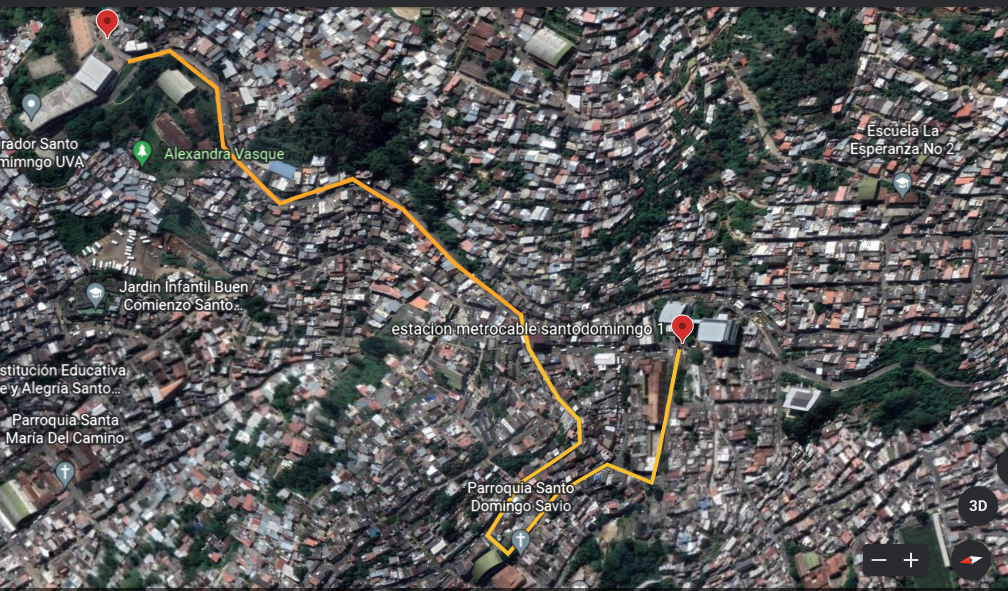 rador Santo
mimngo UVA
Alexandra Vasque
Escuela La
Esperanza No 2
Jardin Infantil Buen
Comienzo Santo...
estacion metrocable santodominngo 1
stitución Educativa
e y Alegría Santo...
Parroquia Santa
María Del Camino
Parroquia Santo
Domingo Savio
3D